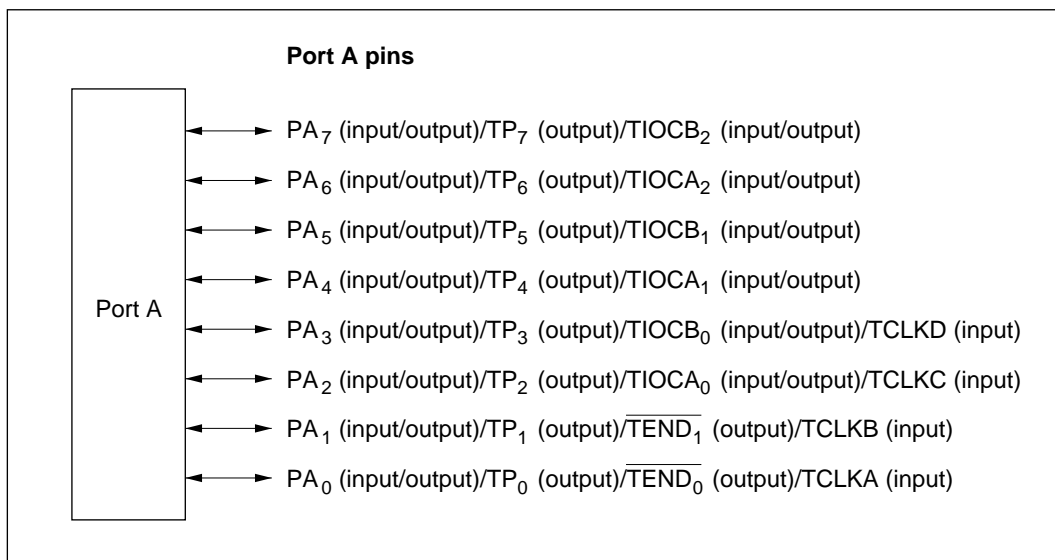 Port A pins
PA7 (input/output)/TP7 (output)/TIOCB2 (input/output)
PA6 (input/output)/TP6 (output)/TIOCA2 (input/output)
PA5 (input/output)/TP5 (output)/TIOCB1 (input/output)
PA4 (input/output)/TP4 (output)/TIOCA1 (input/output)
Port A
PA3 (input/output)/TP3 (output)/TIOCB0 (input/output)/TCLKD (input)
PA2 (input/output)/TP2 (output)/TIOCA0 (input/output)/TCLKC (input)
PA1 (input/output)/TP1 (output)/T̅E̅N̅D̅1̅ (output)/TCLKB (input)
PA0 (input/output)/TP0 (output)/T̅E̅N̅D̅0̅ (output)/TCLKA (input)